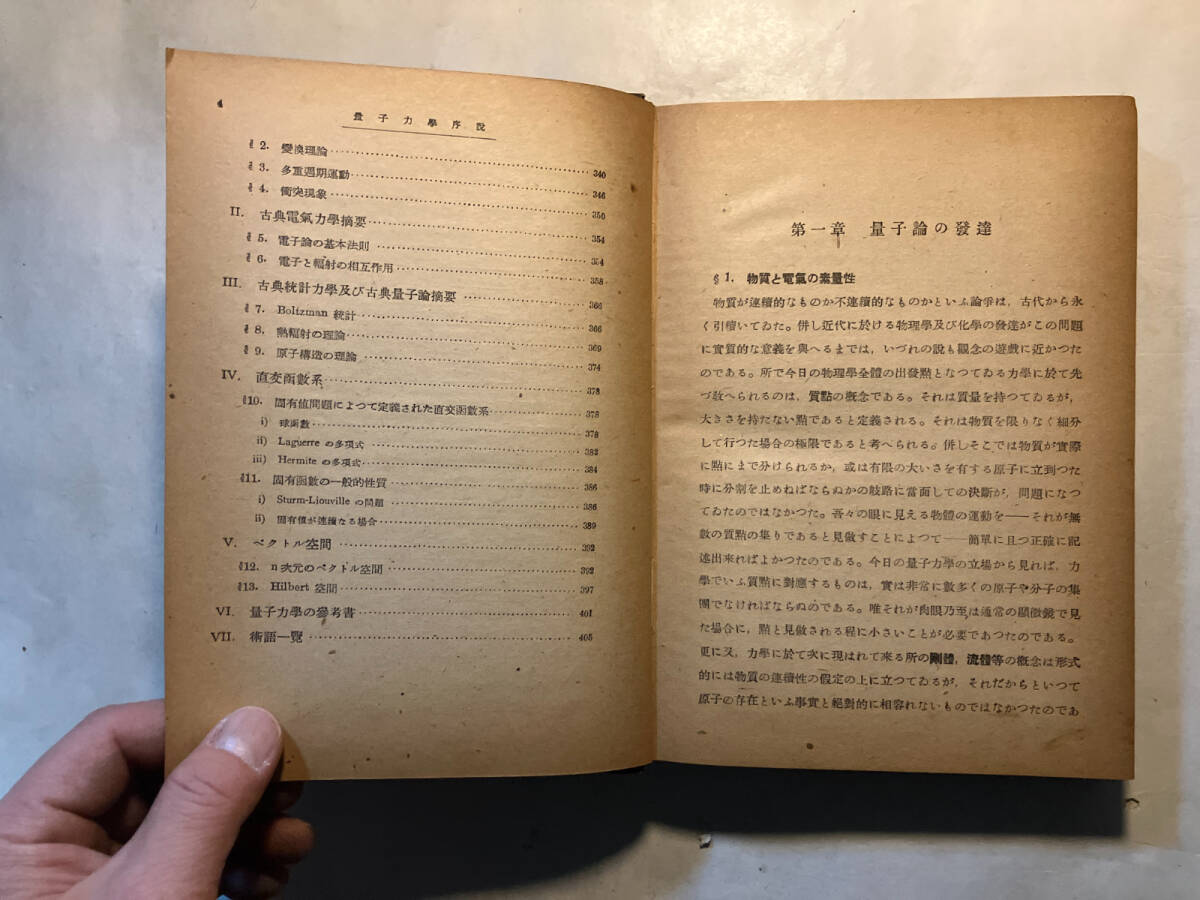 4
量子力學序說
§ 2. 變換理論 340
§ 3. 多重週期運動 346
§ 4. 衝突現象 350
II. 古典電氣力學摘要 354
§ 5. 電子論の基本法則 354
§ 6. 電子と輻射の相互作用 358
III. 古典統計力學及び古典量子論摘要 366
§ 7. Boltzman 統計 366
§ 8. 熱輻射の理論 369
§ 9. 原子構造の理論 374
IV. 直交函數系 378
§10. 固有値問題によつて定義された直交函數系 378
i) 球函數 378
ii) Laguerre の多項式 382
iii) Hermite の多項式 384
§11. 固有函數の一般的性質 386
i) Sturm-Liouville の問題 386
ii) 固有値が連續なる場合 389
V. ベクトル空間 392
§12. n 次元のベクトル空間 392
§13. Hilbert 空間 397
VI. 量子力學の參考書 401
VII. 術語一覽 405
第一章 量子論の發達
§ 1. 物質と電氣の素量性
物質が連續的なものか不連續的なものかといふ論爭は，古代から永
く引續いてゐた。併し近代に於ける物理學及び化學の發達がこの問題
に實質的な意義を與へるまでは，いづれの說も觀念の遊戲に近かつた
のである。所で今日の物理學全體の出發點となつてゐる力學に於て先
づ敎へられるのは，質點の概念である。それは質量を持つてゐるが，
大きさを持たない點であると定義される。それは物質を限りなく細分
して行つた場合の極限であると考へられる。併しそこでは物質が實際
に點にまで分けられるか，或は有限の大いさを有する原子に立到つた
時に分割を止めねばならぬかの岐路に當面しての決斷が，問題になつ
てゐたのではなかつた。吾々の眼に見える物體の運動を——それが無
數の質點の集りであると見做すことによつて——簡單に且つ正確に記
述出來ればよかつたのである。今日の量子力學の立場から見れば，力
學でいふ質點に對應するものは，實は非常に數多くの原子や分子の集
團でなければならぬのである。唯それが肉眼乃至は通常の顯微鏡で見
た場合に，點と見做される程に小さいことが必要であつたのである。
更に又，力學に於て次に現はれて來る所の剛體，流體等の概念は形式
的には物質の連續性の假定の上に立つてゐるが，それだからといつて
原子の存在といふ事實と絕對的に相容れないものではなかつたのであ